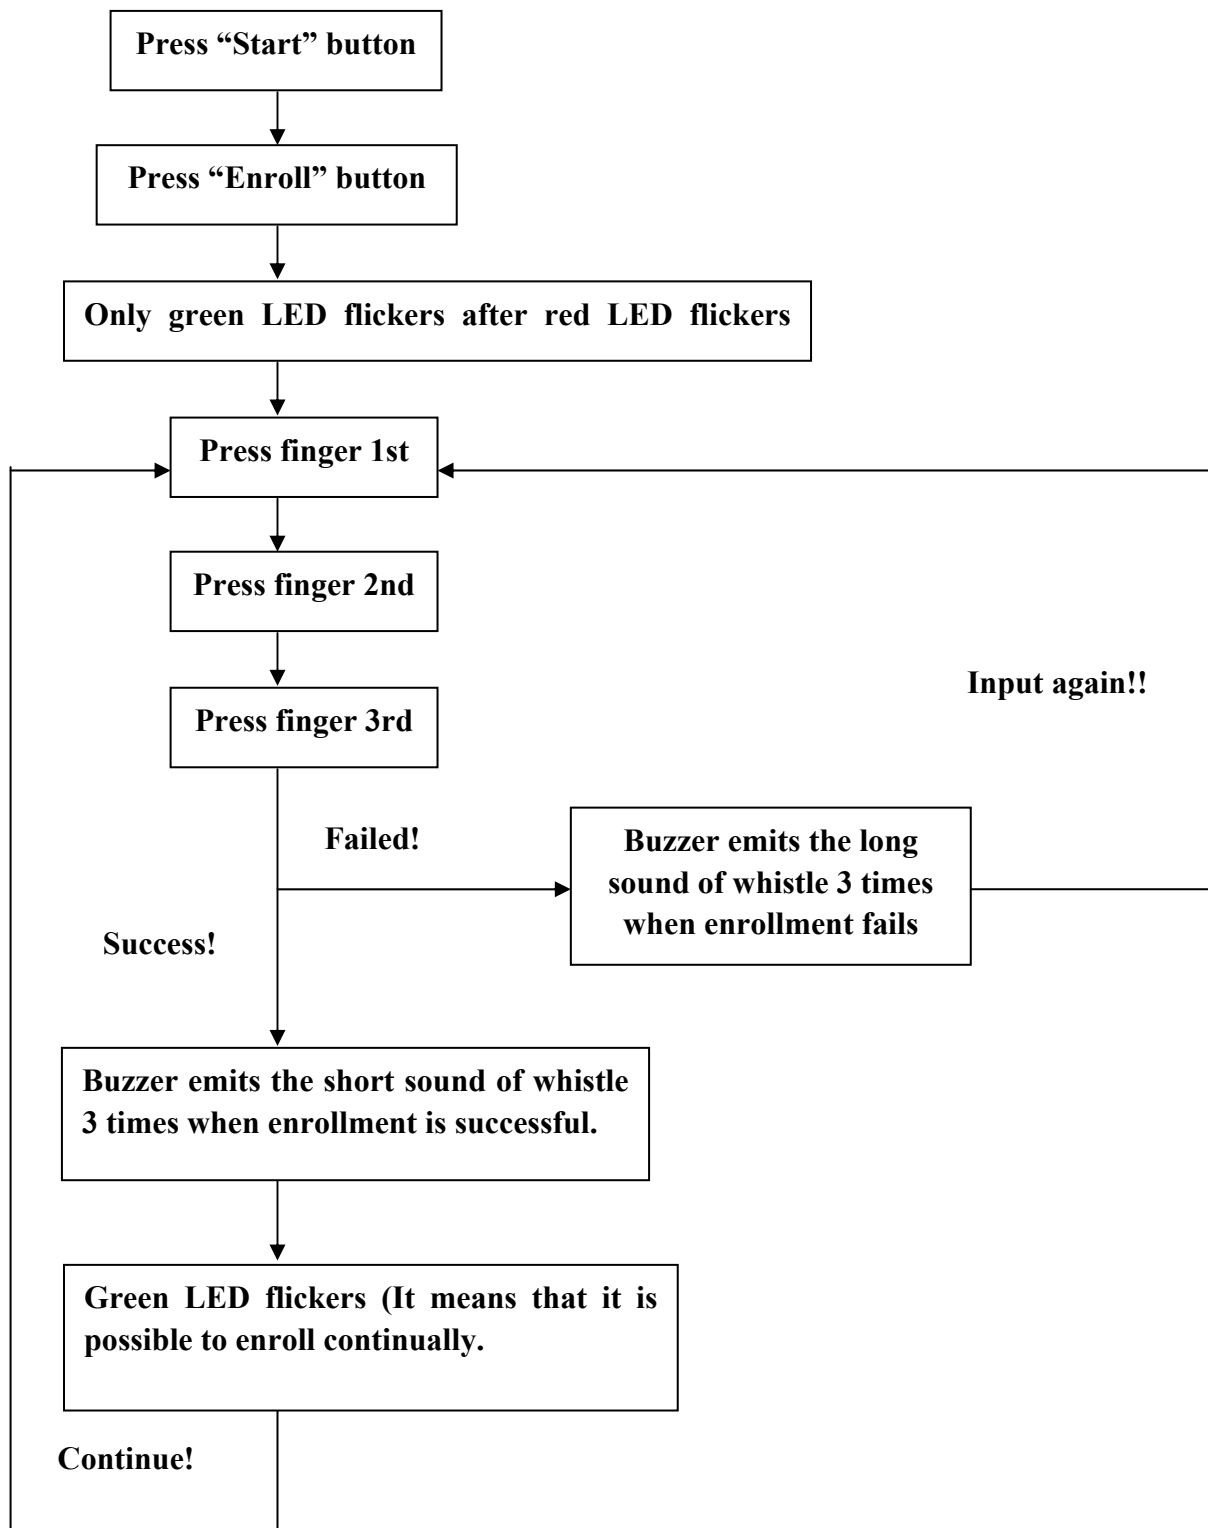 Press “Start” button
Press “Enroll” button
Only green LED flickers after red LED flickers
Press finger 1st
Press finger 2nd
Input again!!
Press finger 3rd
Failed!
Buzzer emits the long
sound of whistle 3 times
when enrollment fails
Success!
Buzzer emits the short sound of whistle
3 times when enrollment is successful.
Green LED flickers (It means that it is
possible to enroll continually.
Continue!